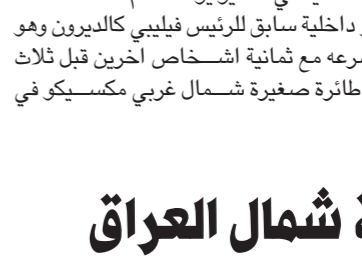 داخلية سابق للرئيس فيليبي كالديرون وهو
مع ثمانية اشخاص اخرين قبل ثلاث
طائرة صغيرة شمال غربي مكسيكو في
شمال العراق